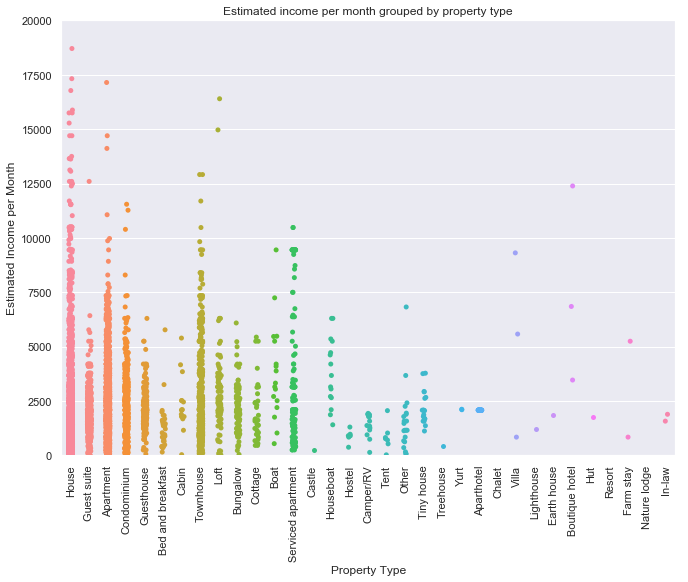 Estimated income per month grouped by property type
Estimated Income per Month
20000
17500
15000
12500
10000
7500
5000
2500
0
House
Guest suite
Apartment
Condominium
Guesthouse
Bed and breakfast
Cabin
Townhouse
Loft
Bungalow
Cottage
Boat
Serviced apartment
Castle
Houseboat
Hostel
Camper/RV
Tent
Other
Tiny house
Treehouse
Yurt
Aparthotel
Chalet
Villa
Lighthouse
Earth house
Boutique hotel
Hut
Resort
Farm stay
Nature lodge
In-law
Property Type